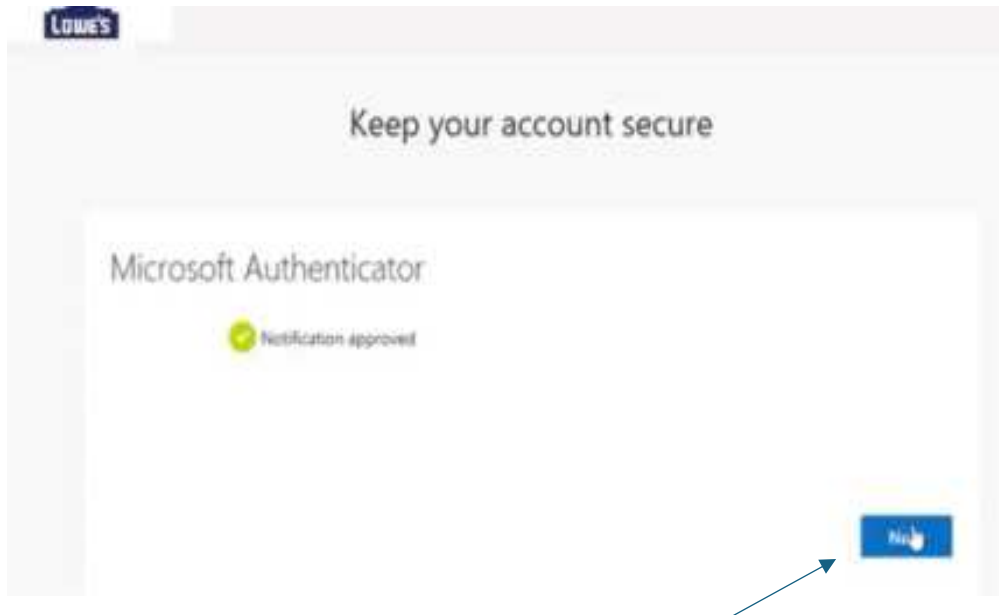 LOWE'S
Keep your account secure
Microsoft Authenticator
Notification approved